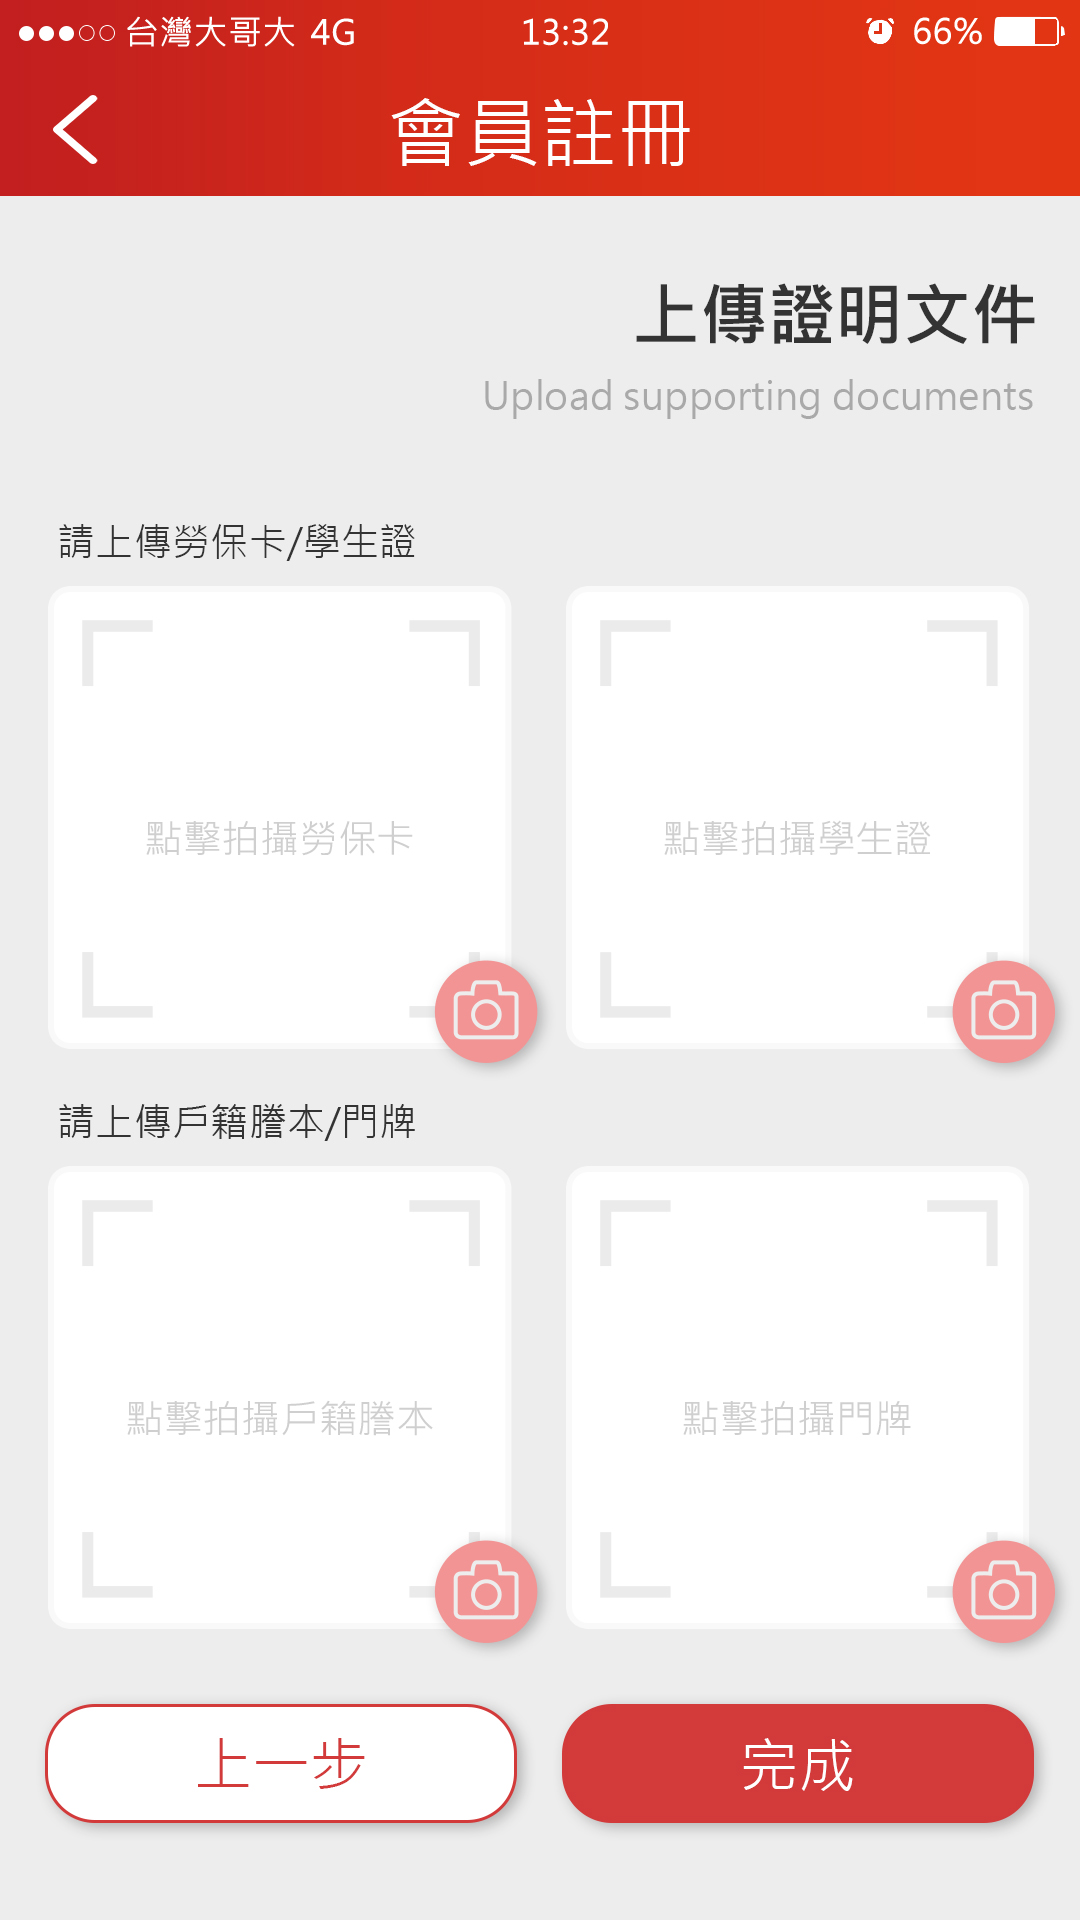 台灣大哥大 4G 13:32 66%
會員註冊
上傳證明文件
Upload supporting documents
請上傳勞保卡/學生證
點擊拍攝勞保卡 點擊拍攝學生證
請上傳戶籍謄本/門牌
點擊拍攝戶籍謄本 點擊拍攝門牌
上一步 完成